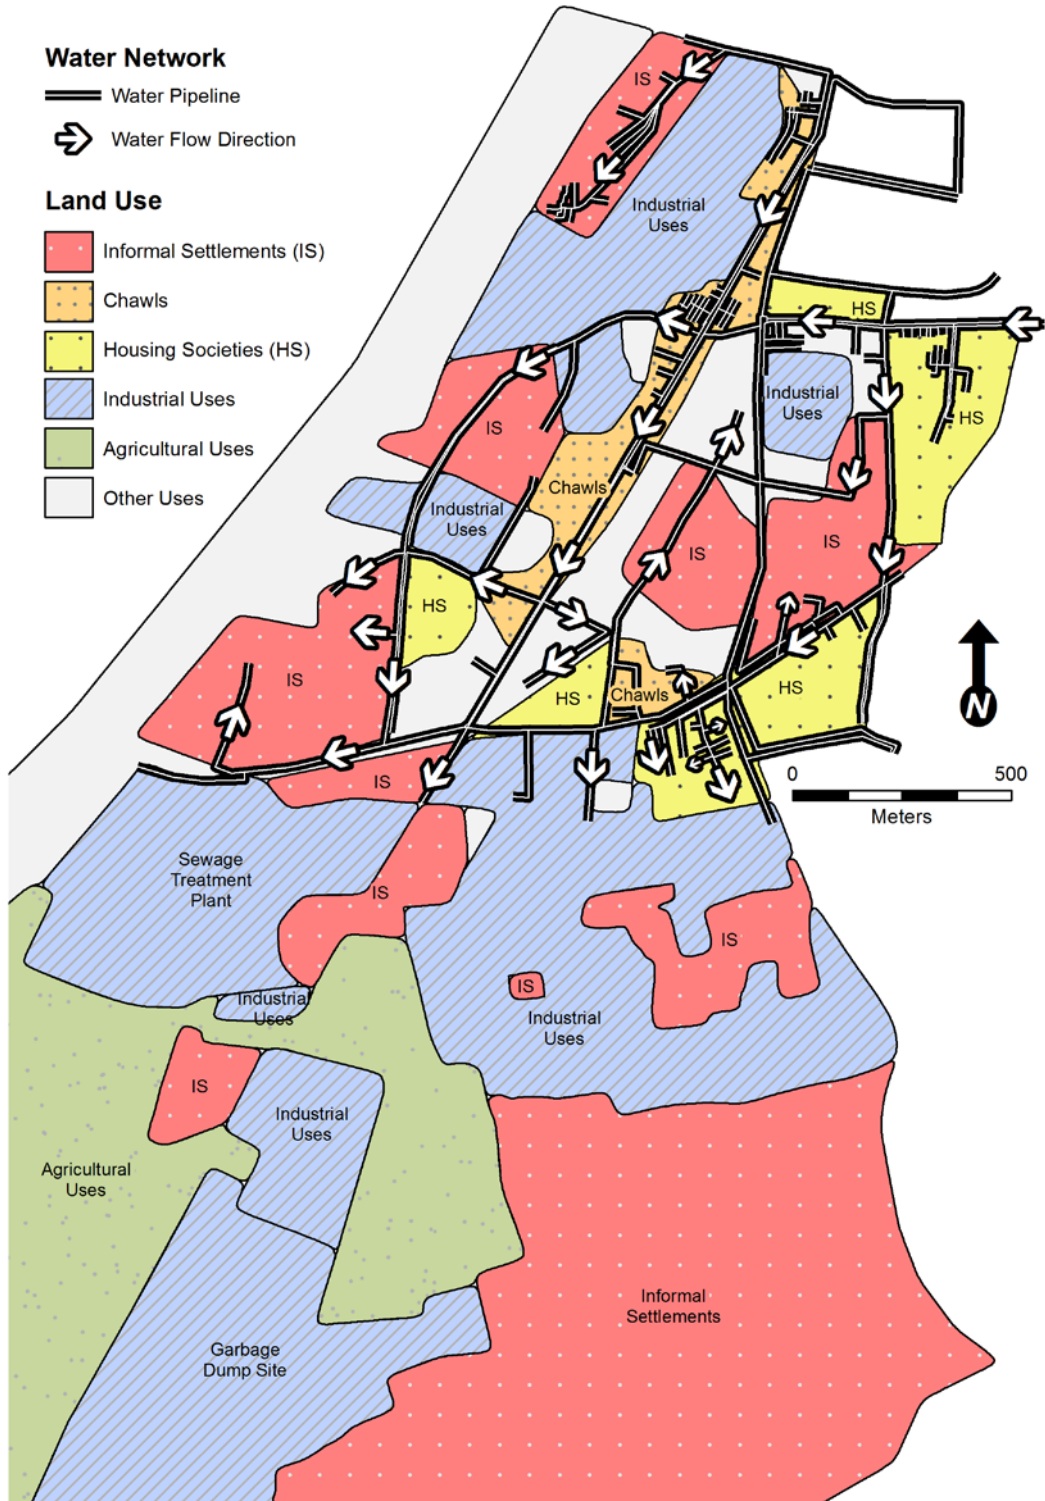 Water Network
Water Pipeline
Water Flow Direction
Land Use
Informal Settlements (IS)
Chawls
Housing Societies (HS)
Industrial Uses
Agricultural Uses
Other Uses
IS
Industrial
Uses
HS
Industrial
Uses
HS
IS
Chawls
Industrial
Uses
IS
IS
HS
IS
HS
Chawls
HS
N
IS
0
500
Meters
Sewage
Treatment
Plant
IS
IS
IS
Industrial
Uses
Industrial
Uses
IS
Industrial
Uses
Agricultural
Uses
Informal
Settlements
Garbage
Dump Site